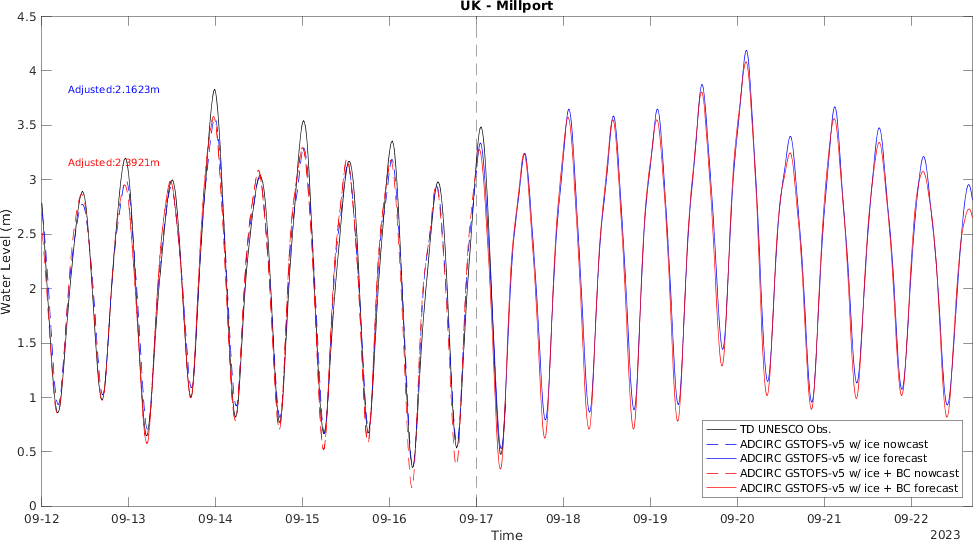 UK - Millport
4.5
4
3.5
3
2.5
2
1.5
1
0.5
0
Water Level (m)
Adjusted:2.1623m
TD UNESCO Obs.
ADCIRC GSTOFS-v5 w/ ice nowcast
ADCIRC GSTOFS-v5 w/ ice forecast
ADCIRC GSTOFS-v5 w/ ice + BC nowcast
ADCIRC GSTOFS-v5 w/ ice + BC forecast
09-12 09-13 09-14 09-15 09-16 09-17 09-18 09-19 09-20 09-21 09-22
Time
2023